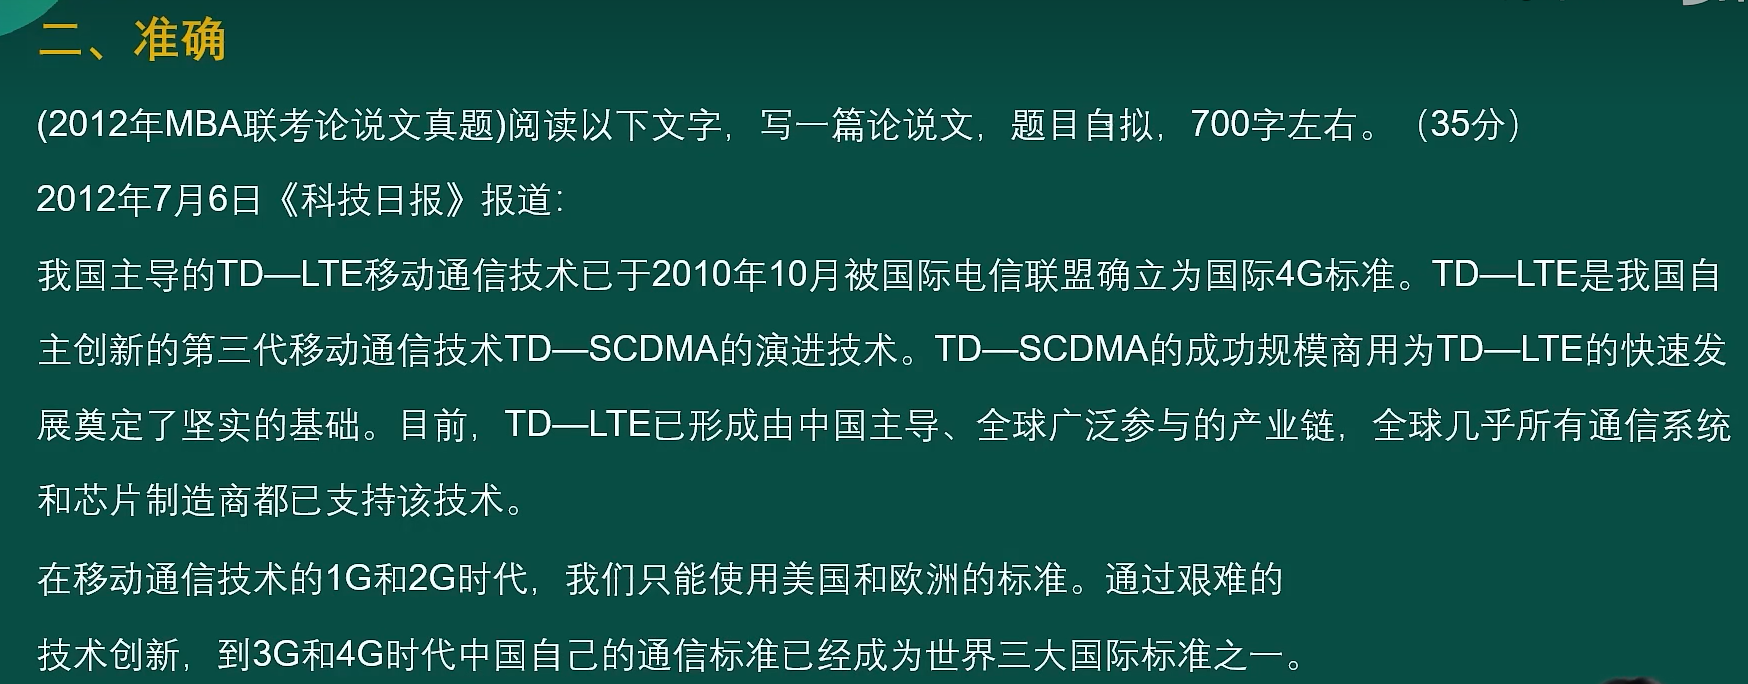 二、准确
(2012年MBA联考论说文真题)阅读以下文字，写一篇论说文，题目自拟，700字左右。（35分）
2012年7月6日《科技日报》报道：
我国主导的TD—LTE移动通信技术已于2010年10月被国际电信联盟确立为国际4G标准。TD—LTE是我国自
主创新的第三代移动通信技术TD—SCDMA的演进技术。TD—SCDMA的成功规模商用为TD—LTE的快速发
展奠定了坚实的基础。目前，TD—LTE已形成由中国主导、全球广泛参与的产业链，全球几乎所有通信系统
和芯片制造商都已支持该技术。
在移动通信技术的1G和2G时代，我们只能使用美国和欧洲的标准。通过艰难的
技术创新，到3G和4G时代中国自己的通信标准已经成为世界三大国际标准之一。